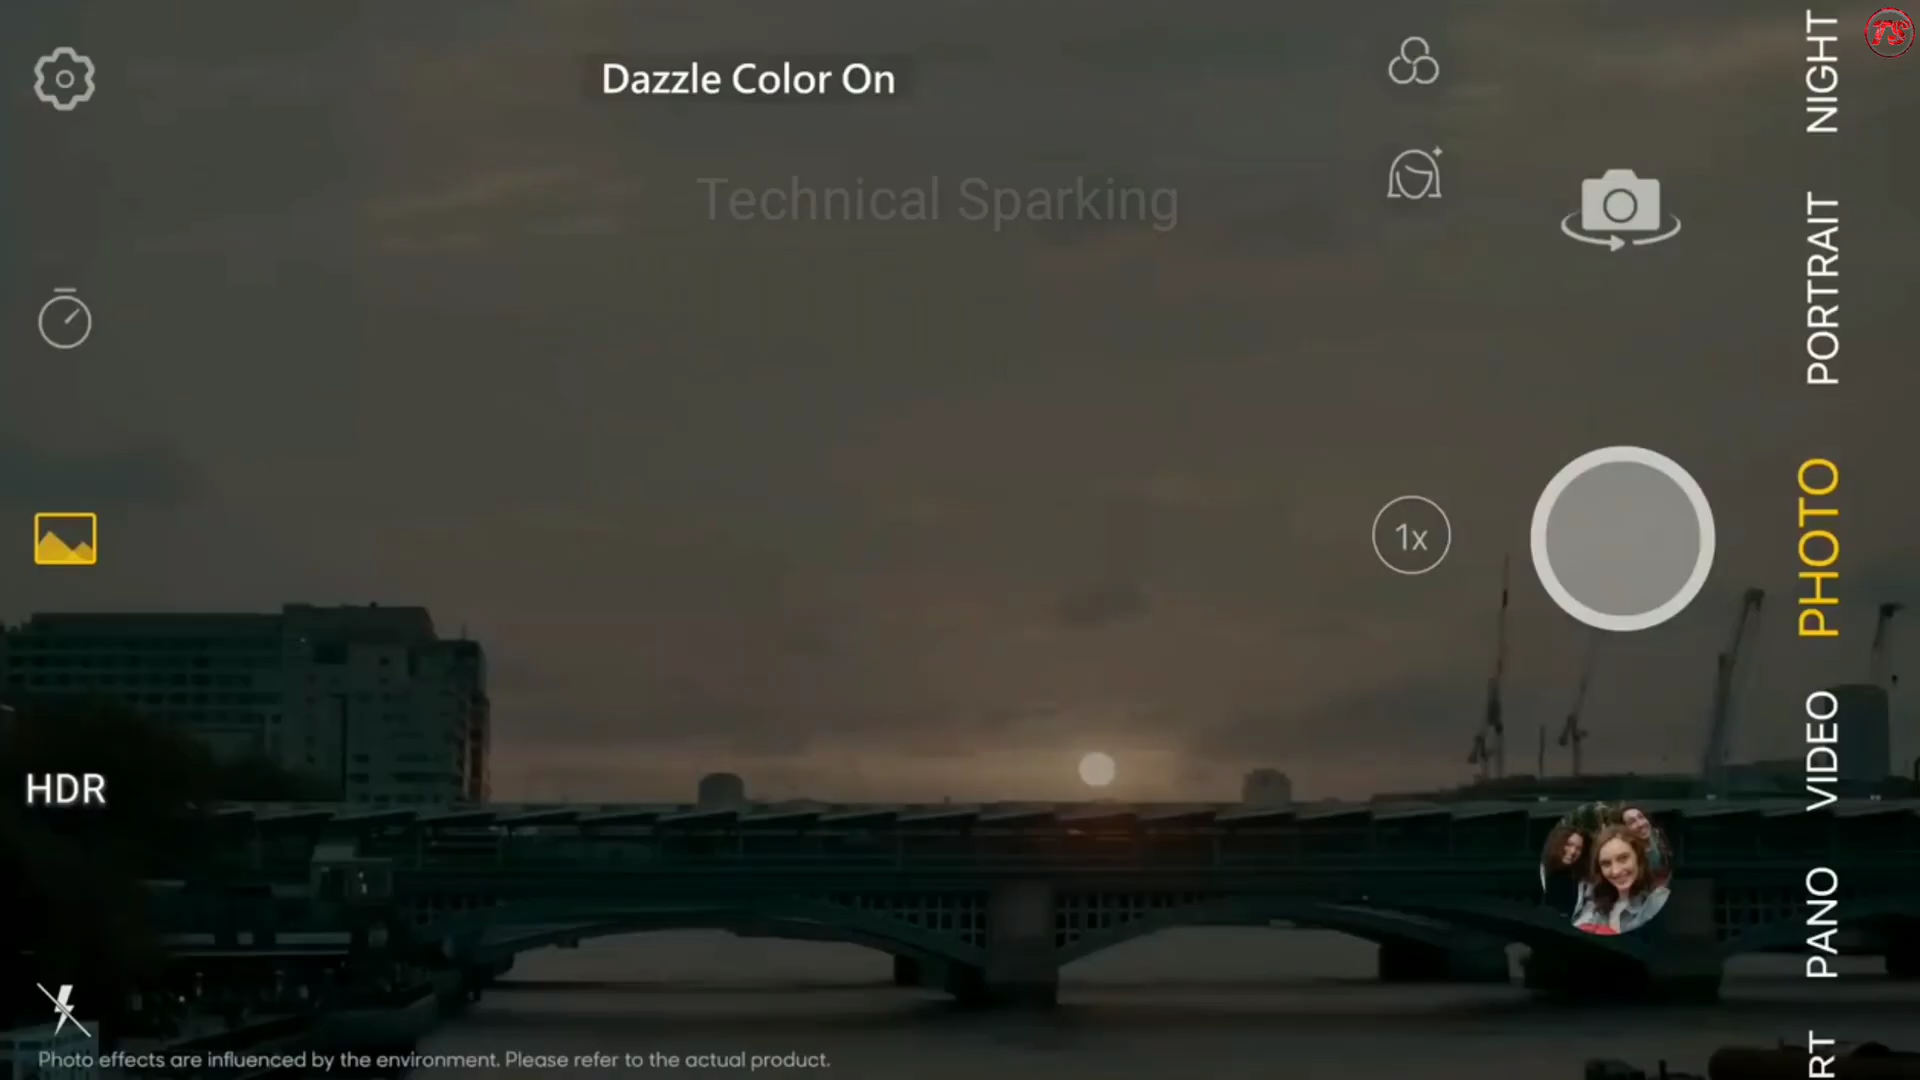 Dazzle Color On
Technical Sparking
TS
NIGHT
PORTRAIT
PHOTO
1x
VIDEO
HDR
PANO
RT
Photo effects are influenced by the environment. Please refer to the actual product.